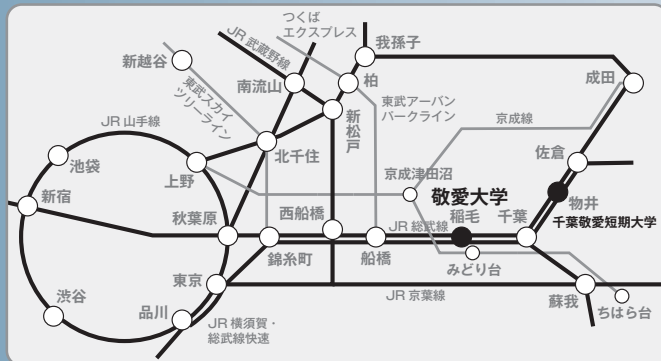 つくば
エクスプレス
JR 武蔵野線
我孫子
新越谷
東武スカイ
ツリーライン
南流山
柏
成田
JR 山手線
新松戸
東武アーバン
パークライン
京成線
池袋
北千住
佐倉
上野
京成津田沼
新宿
敬愛大学
物井
秋葉原
西船橋
JR 総武線
稲毛
千葉
千葉敬愛短期大学
錦糸町
船橋
みどり台
東京
渋谷
品川
JR 京葉線
蘇我
ちはら台
JR 横須賀・
総武線快速